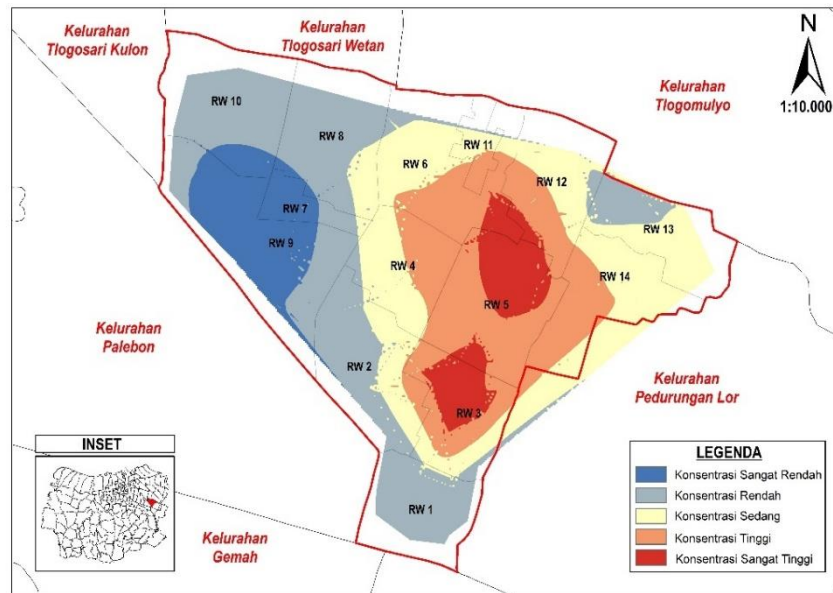 Kelurahan
Tlogosari Kulon
Kelurahan
Tlogosari Wetan
Kelurahan
Tlogomulyo
N
1:10.000
RW 10
RW 8
RW 11
RW 6
RW 12
RW 7
RW 13
RW 9
RW 4
RW 14
RW 5
Kelurahan
Palebon
RW 2
Kelurahan
Pedurungan Lor
RW 3
RW 1
INSET
Kelurahan
Gemah
LEGENDA
Konsentrasi Sangat Rendah
Konsentrasi Rendah
Konsentrasi Sedang
Konsentrasi Tinggi
Konsentrasi Sangat Tinggi